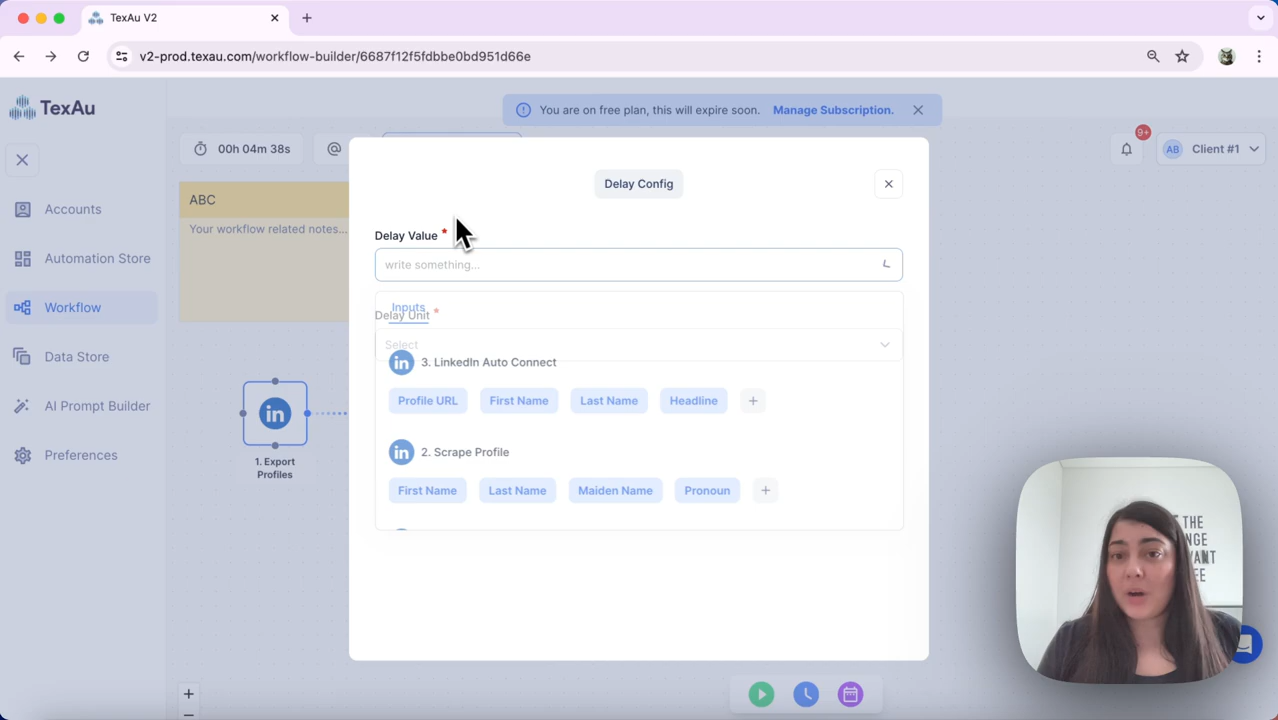 TexAu V2
v2-prod.texau.com/workflow-builder/6687f12f5fdbbe0bd951d66e
TexAu
You are on free plan, this will expire soon. Manage Subscription.
00h 04m 38s
9+
AB Client #1
Accounts
Automation Store
Workflow
Data Store
AI Prompt Builder
Preferences
ABC
Your workflow related notes...
1. Export
Profiles
Delay Config
Delay Value *
write something...
Inputs
Delay Unit *
Select
3. LinkedIn Auto Connect
Profile URL First Name Last Name Headline +
2. Scrape Profile
First Name Last Name Maiden Name Pronoun +
THE